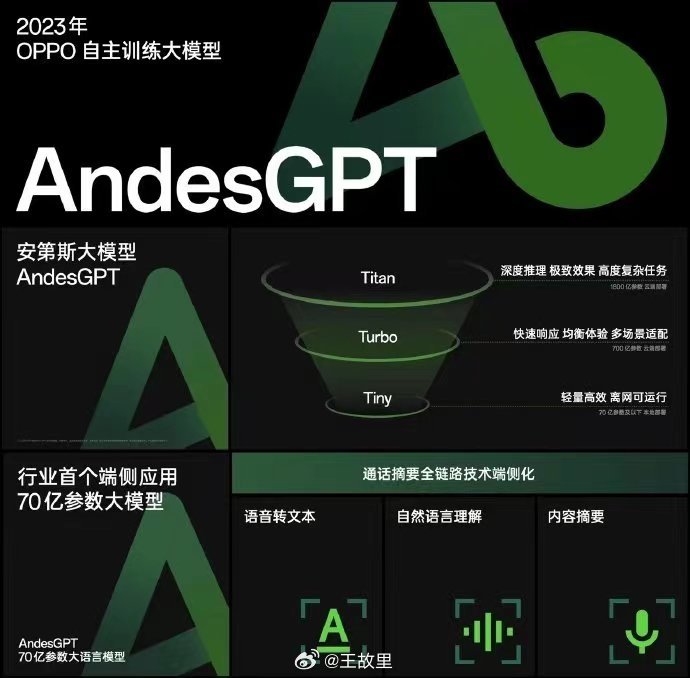 2023年
OPPO 自主训练大模型
AndesGPT
安第斯大模型
AndesGPT
Titan
深度推理 极致效果 高度复杂任务
1800 亿参数 云端部署
Turbo
快速响应 均衡体验 多场景适配
700 亿参数 云端部署
Tiny
轻量高效 离网可运行
70 亿参数及以下 本地部署
行业首个端侧应用
70亿参数大模型
AndesGPT
70亿参数大语言模型
通话摘要全链路技术端侧化
语音转文本
自然语言理解
内容摘要
A
@王故里